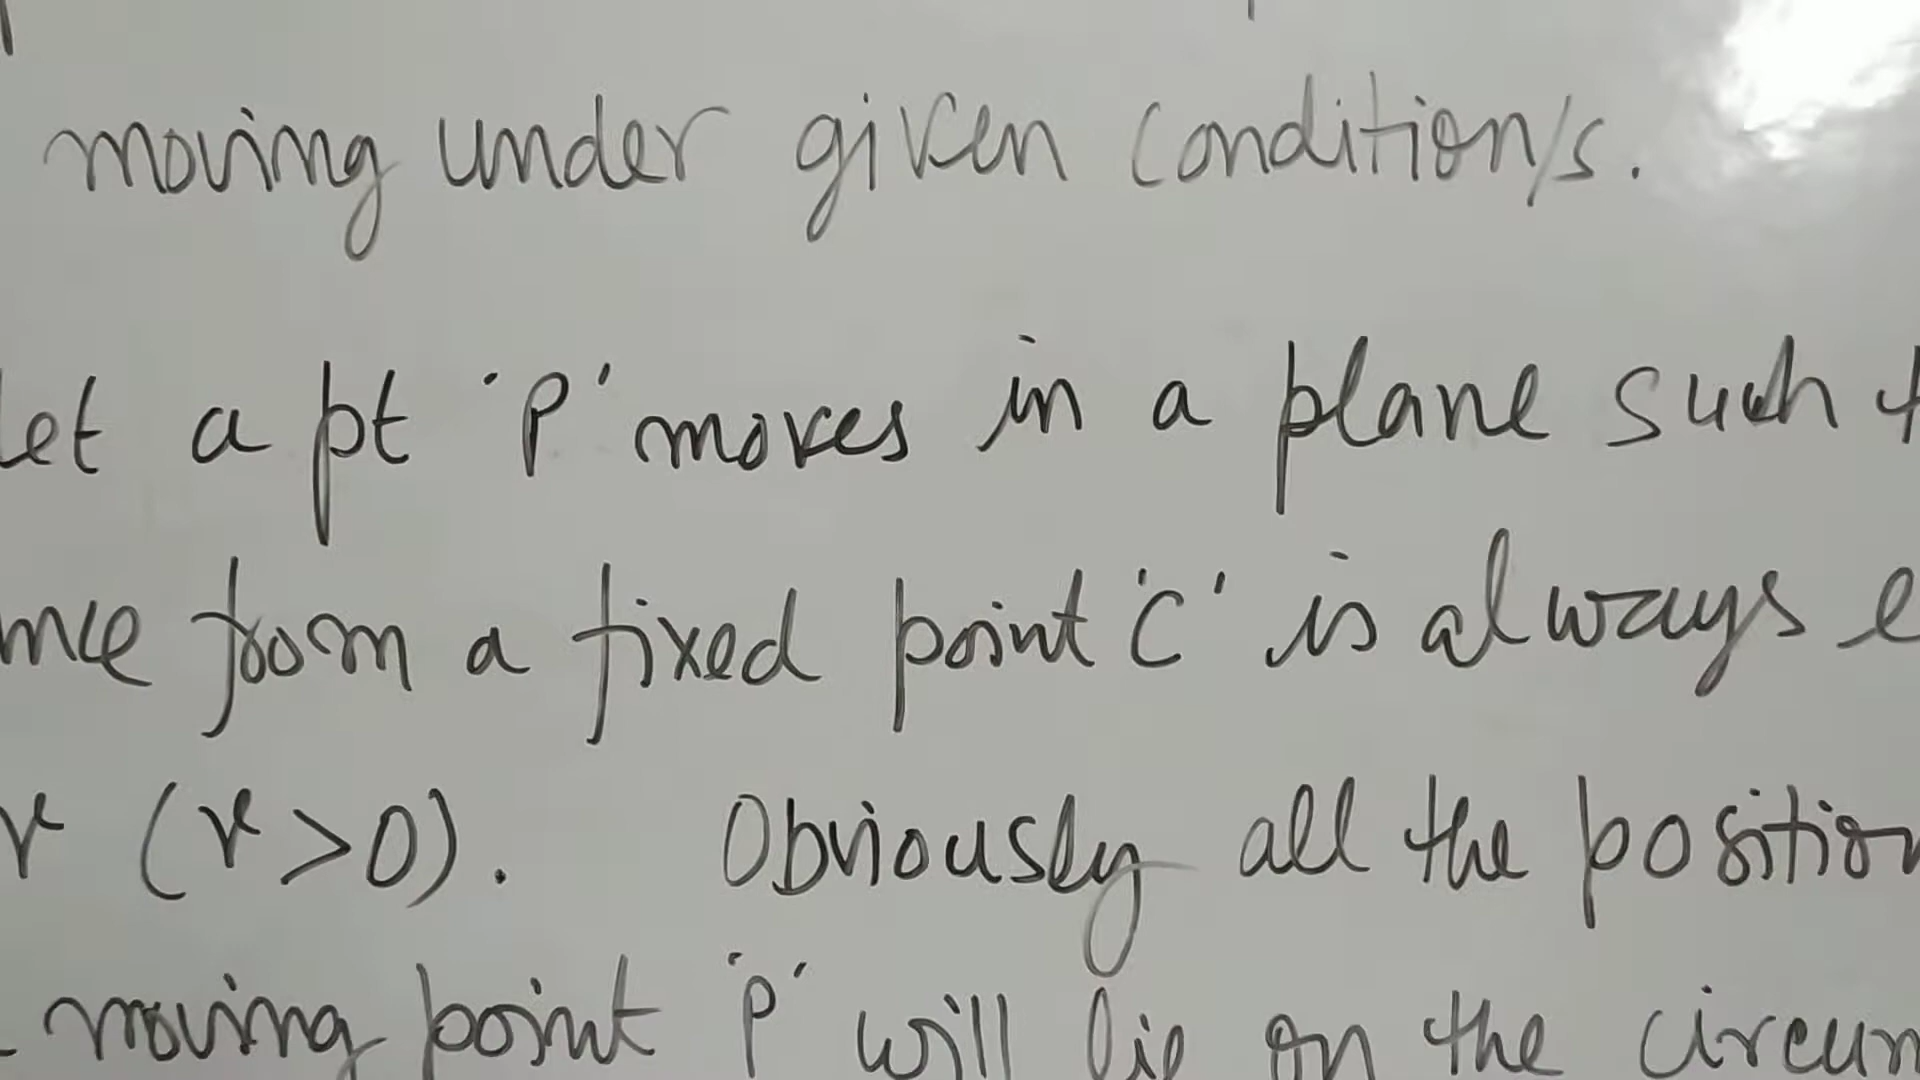 moving under given condition/s.
let a pt 'P' moves in a plane such
from a fixed point 'C' is always
r (r>0). Obviously all the position
moving point 'P' will lie on the circum